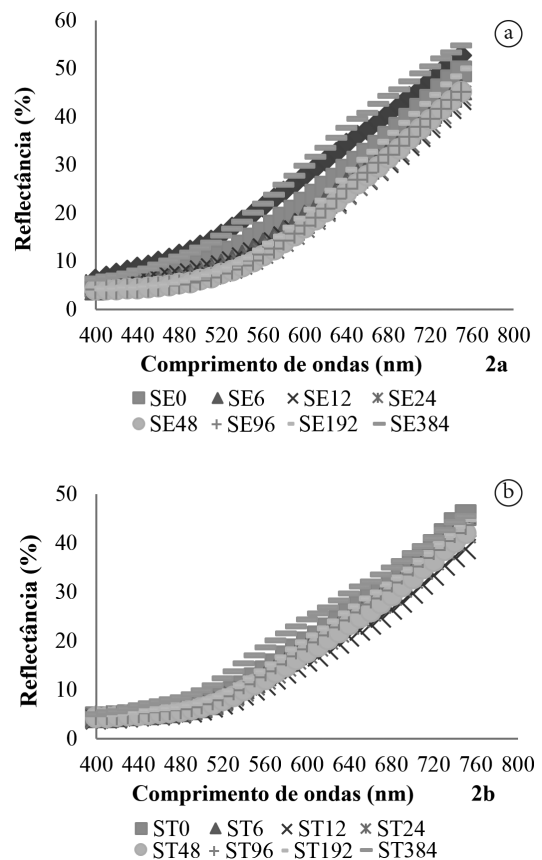 60
a
50
40
30
20
10
0
Reflectância (%)
400 440 480 520 560 600 640 680 720 760 800
Comprimento de ondas (nm) 2a
SE0 SE6 SE12 SE24
SE48 SE96 SE192 SE384
50
b
40
30
20
10
0
Reflectância (%)
400 440 480 520 560 600 640 680 720 760 800
Comprimento de ondas (nm) 2b
ST0 ST6 ST12 ST24
ST48 ST96 ST192 ST384